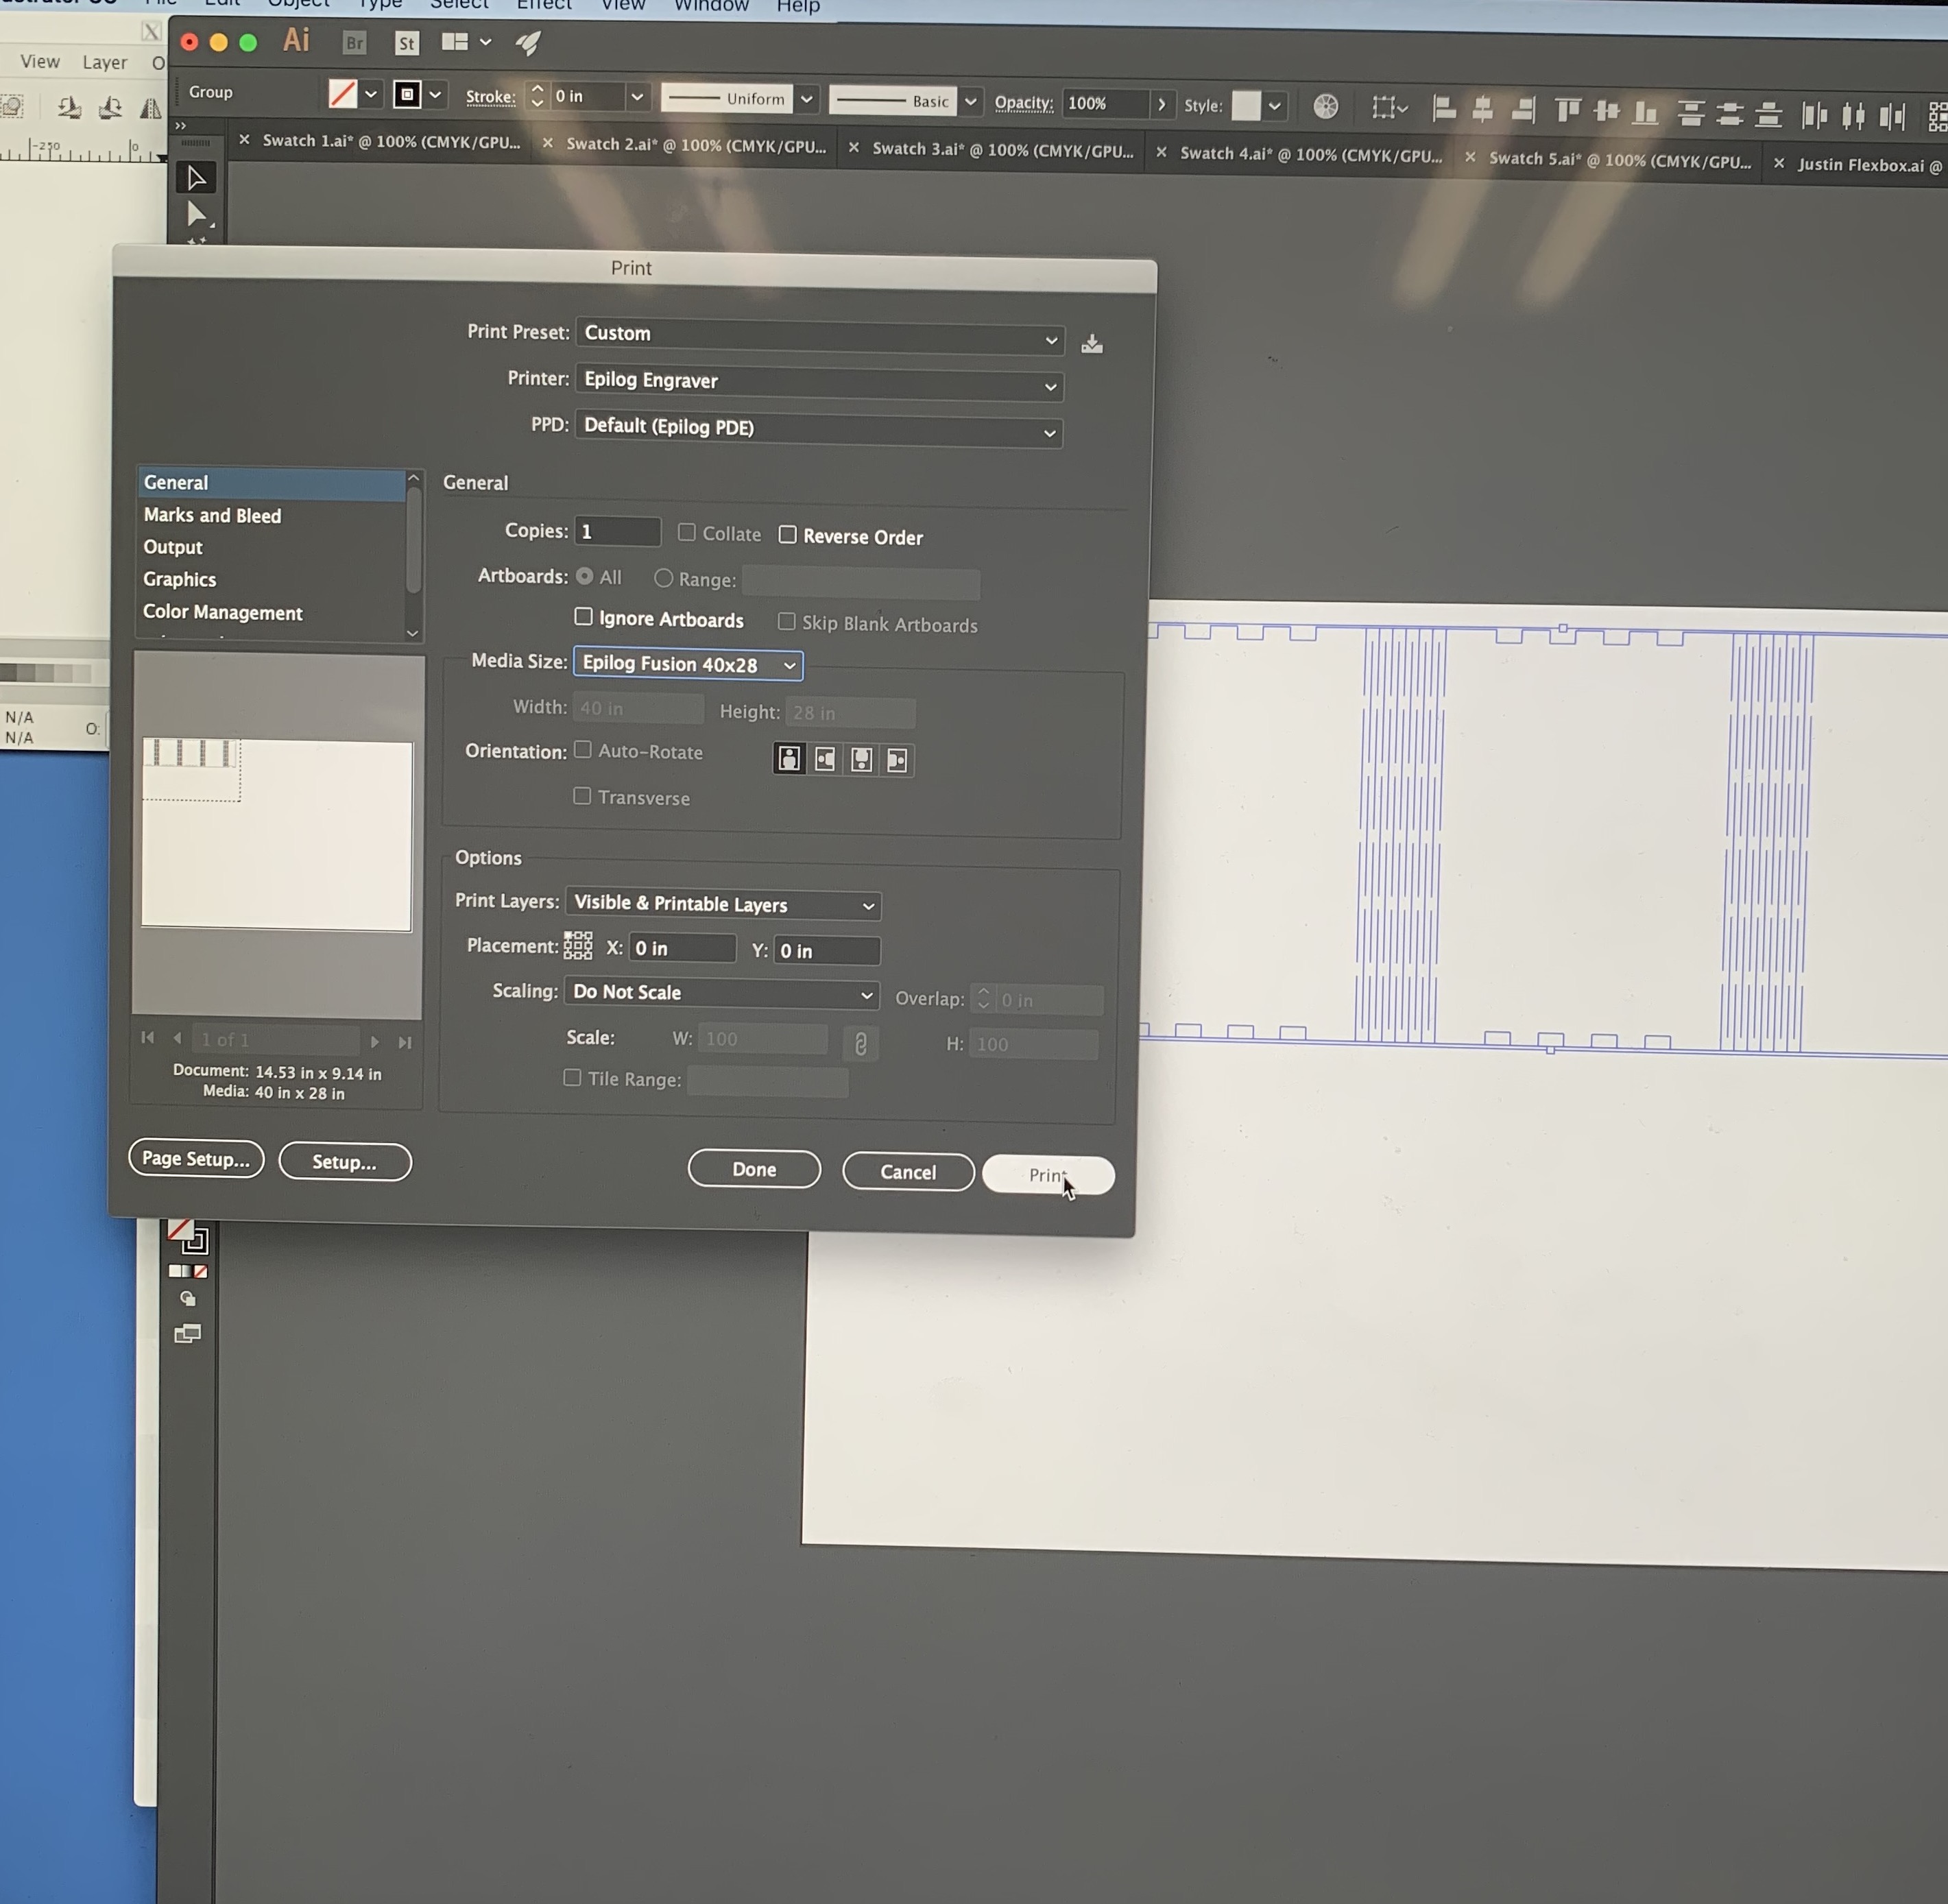 File Edit Object Type Select Effect View Window Help
View Layer
Ai Br St
Group Stroke: 0 in Uniform Basic Opacity: 100% Style:
-250 0
Swatch 1.ai* @ 100% (CMYK/GPU... Swatch 2.ai* @ 100% (CMYK/GPU... Swatch 3.ai* @ 100% (CMYK/GPU... Swatch 4.ai* @ 100% (CMYK/GPU... Swatch 5.ai* @ 100% (CMYK/GPU... Justin Flexbox.ai @
Print
Print Preset: Custom
Printer: Epilog Engraver
PPD: Default (Epilog PDE)
General
Marks and Bleed
Output
Graphics
Color Management
General
Copies: 1 Collate Reverse Order
Artboards: All Range:
Ignore Artboards Skip Blank Artboards
Media Size: Epilog Fusion 40x28
Width: 40 in Height: 28 in
Orientation: Auto-Rotate
Transverse
Options
Print Layers: Visible & Printable Layers
Placement: X: 0 in Y: 0 in
Scaling: Do Not Scale Overlap: 0 in
Scale: W: 100 H: 100
Tile Range:
N/A
N/A
O:
1 of 1
Document: 14.53 in x 9.14 in
Media: 40 in x 28 in
Page Setup... Setup... Done Cancel Print